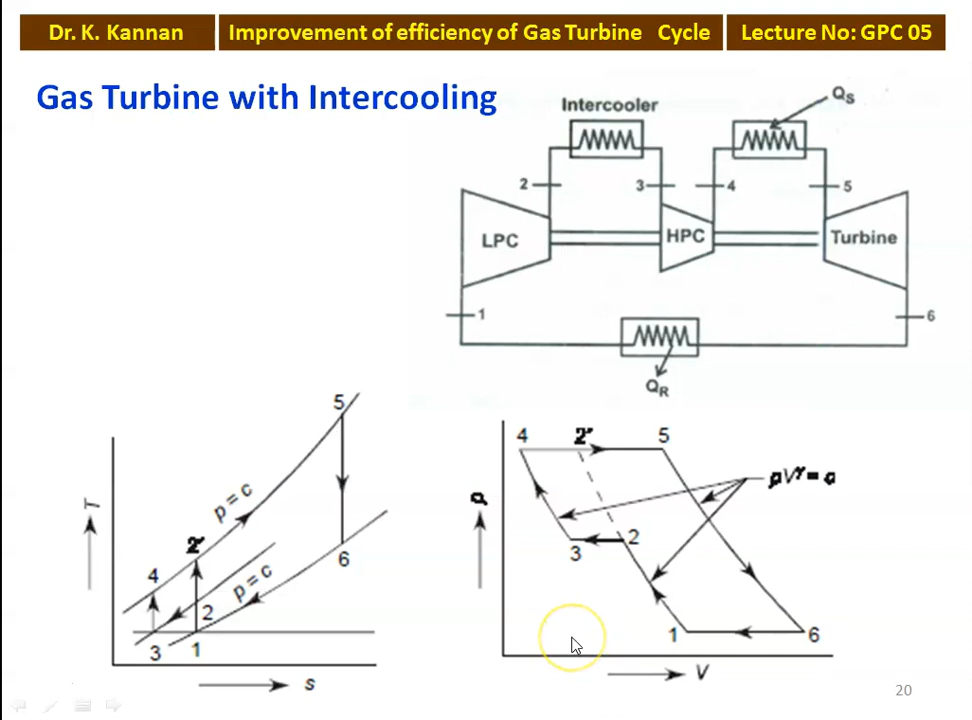 Dr. K. Kannan
Improvement of efficiency of Gas Turbine Cycle
Lecture No: GPC 05
Gas Turbine with Intercooling
Intercooler
QS
2
3
4
5
LPC
HPC
Turbine
1
6
QR
5
T
p = c
2'
4
p = c
6
2
3
1
s
4
2'
5
p
pVγ = c
2
3
1
6
V
20